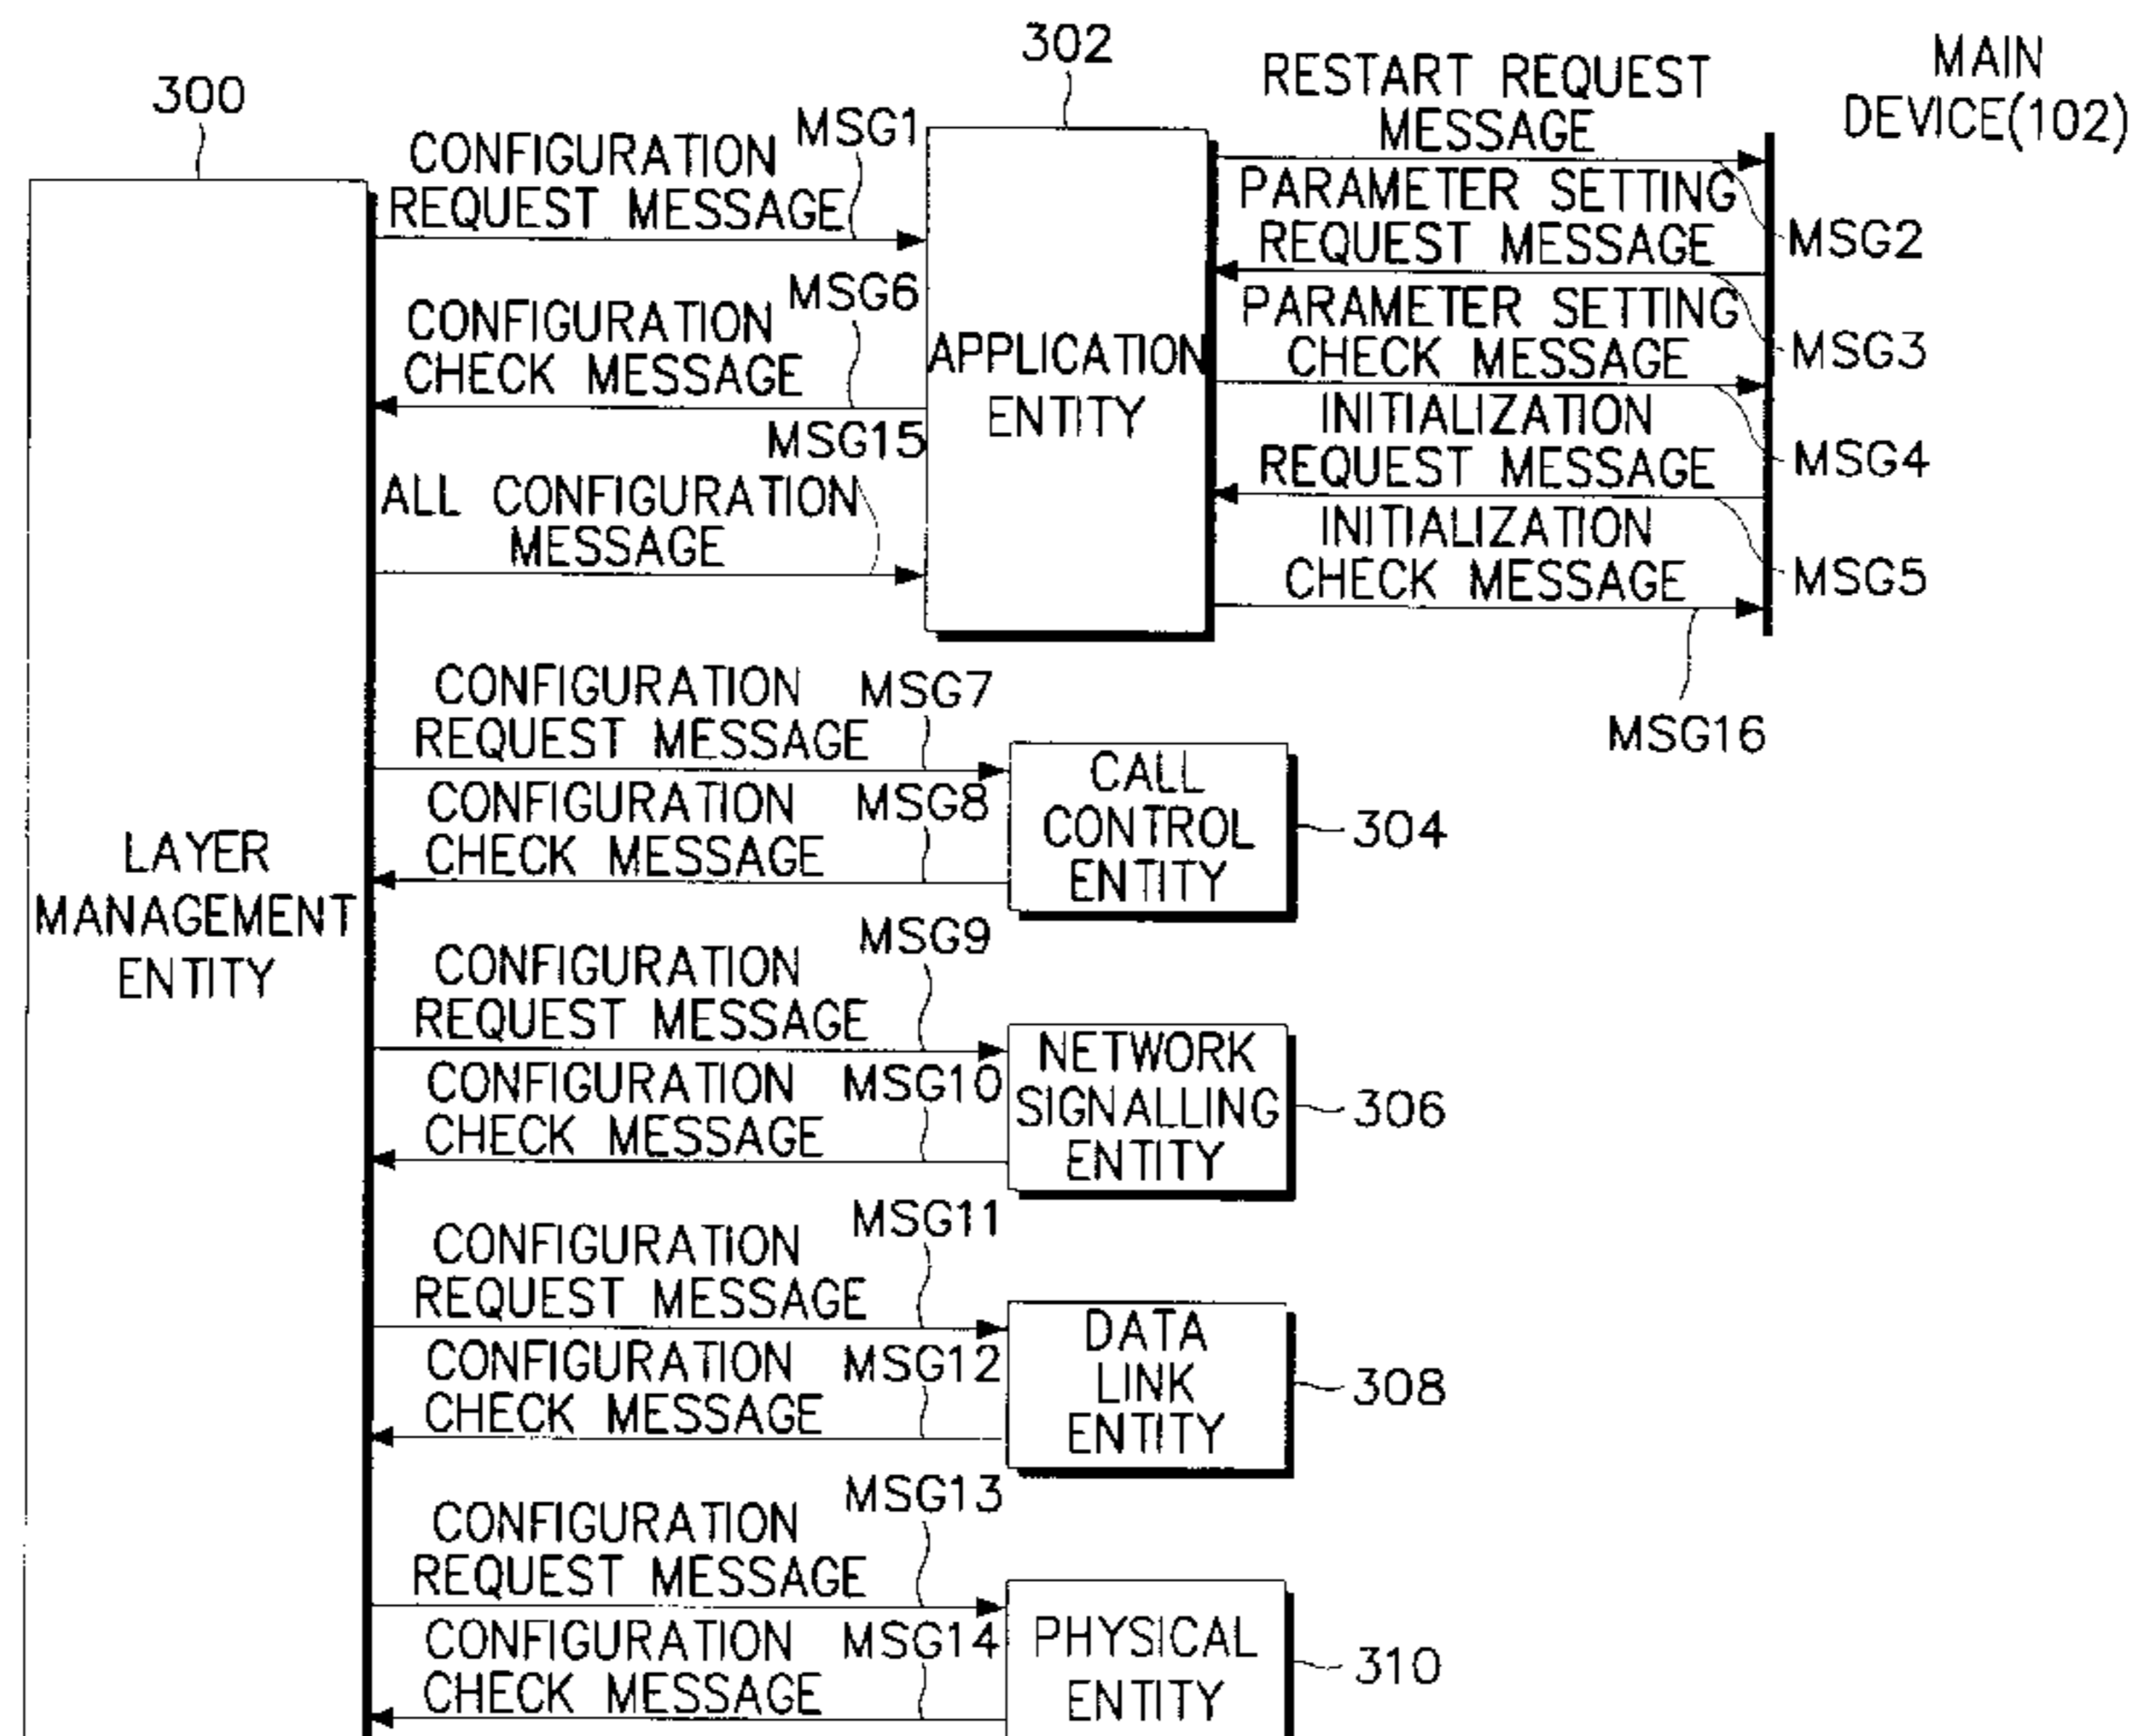 300
LAYER
MANAGEMENT
ENTITY
CONFIGURATION
REQUEST MESSAGE
MSG1
CONFIGURATION
CHECK MESSAGE
MSG6
MSG15
ALL CONFIGURATION
MESSAGE
302
APPLICATION
ENTITY
RESTART REQUEST
MESSAGE
PARAMETER SETTING
REQUEST MESSAGE
PARAMETER SETTING
CHECK MESSAGE
INITIALIZATION
REQUEST MESSAGE
INITIALIZATION
CHECK MESSAGE
MAIN
DEVICE(102)
MSG2
MSG3
MSG4
MSG5
MSG16
CONFIGURATION
REQUEST MESSAGE
MSG7
CONFIGURATION
CHECK MESSAGE
MSG8
CALL
CONTROL
ENTITY
304
CONFIGURATION
REQUEST MESSAGE
MSG9
CONFIGURATION
CHECK MESSAGE
MSG10
NETWORK
SIGNALLING
ENTITY
306
CONFIGURATION
REQUEST MESSAGE
MSG11
CONFIGURATION
CHECK MESSAGE
MSG12
DATA
LINK
ENTITY
308
CONFIGURATION
REQUEST MESSAGE
MSG13
CONFIGURATION
CHECK MESSAGE
MSG14
PHYSICAL
ENTITY
310